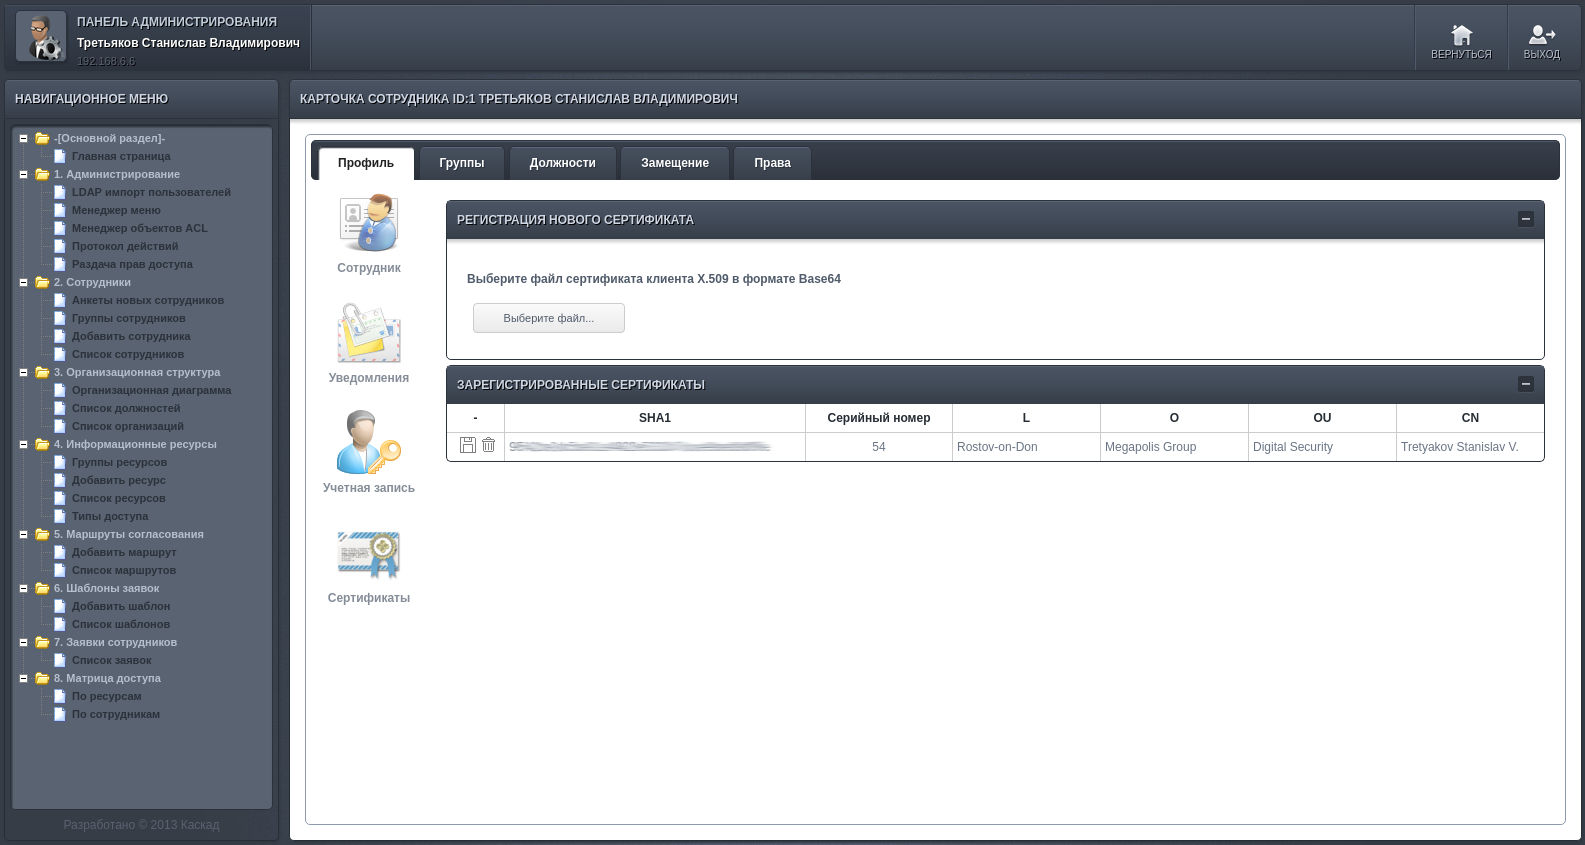 ПАНЕЛЬ АДМИНИСТРИРОВАНИЯ
Третьяков Станислав Владимирович
192.168.6.6
ВЕРНУТЬСЯ
ВЫХОД
НАВИГАЦИОННОЕ МЕНЮ
-[Основной раздел]-
Главная страница
1. Администрирование
LDAP импорт пользователей
Менеджер меню
Менеджер объектов ACL
Протокол действий
Раздача прав доступа
2. Сотрудники
Анкеты новых сотрудников
Группы сотрудников
Добавить сотрудника
Список сотрудников
3. Организационная структура
Организационная диаграмма
Список должностей
Список организаций
4. Информационные ресурсы
Группы ресурсов
Добавить ресурс
Список ресурсов
Типы доступа
5. Маршруты согласования
Добавить маршрут
Список маршрутов
6. Шаблоны заявок
Добавить шаблон
Список шаблонов
7. Заявки сотрудников
Список заявок
8. Матрица доступа
По ресурсам
По сотрудникам
Разработано © 2013 Каскад
КАРТОЧКА СОТРУДНИКА ID:1 ТРЕТЬЯКОВ СТАНИСЛАВ ВЛАДИМИРОВИЧ
Профиль Группы Должности Замещение Права
Сотрудник
Уведомления
Учетная запись
Сертификаты
РЕГИСТРАЦИЯ НОВОГО СЕРТИФИКАТА
Выберите файл сертификата клиента X.509 в формате Base64
Выберите файл...
ЗАРЕГИСТРИРОВАННЫЕ СЕРТИФИКАТЫ
- SHA1 Серийный номер L O OU CN
54 Rostov-on-Don Megapolis Group Digital Security Tretyakov Stanislav V.